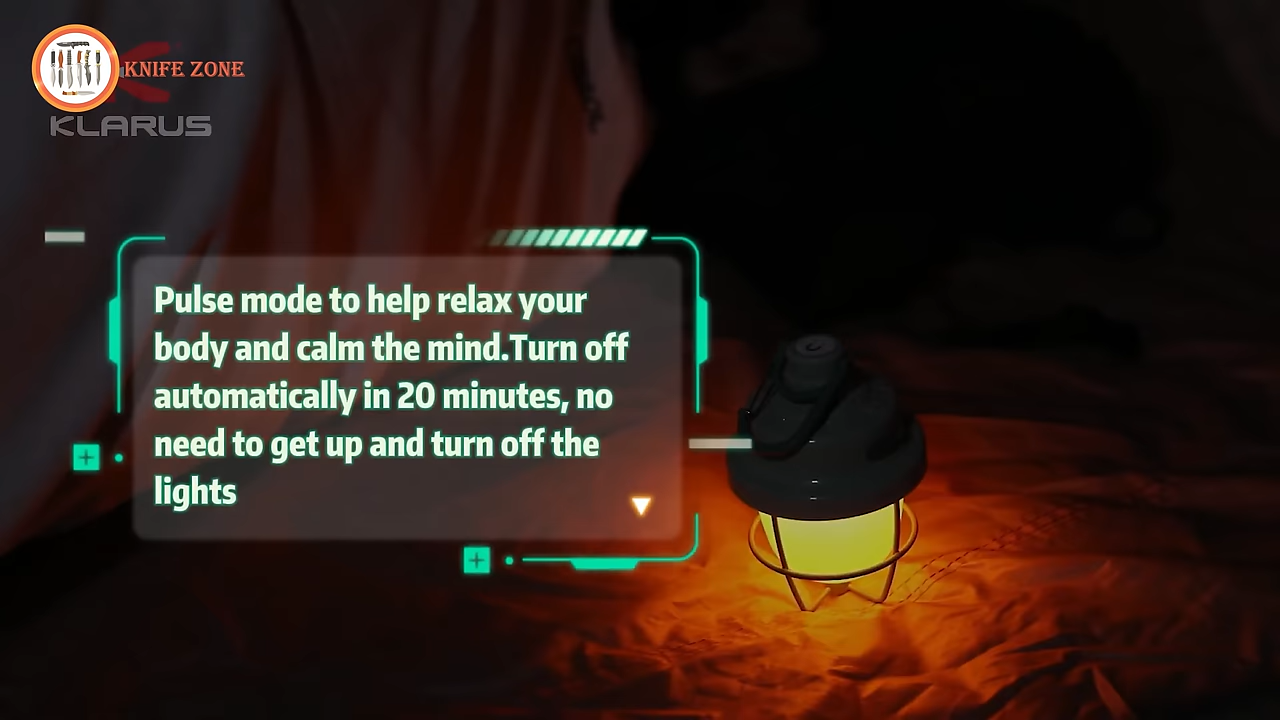 KNIFE ZONE
KLARUS
Pulse mode to help relax your
body and calm the mind.Turn off
automatically in 20 minutes, no
need to get up and turn off the
lights